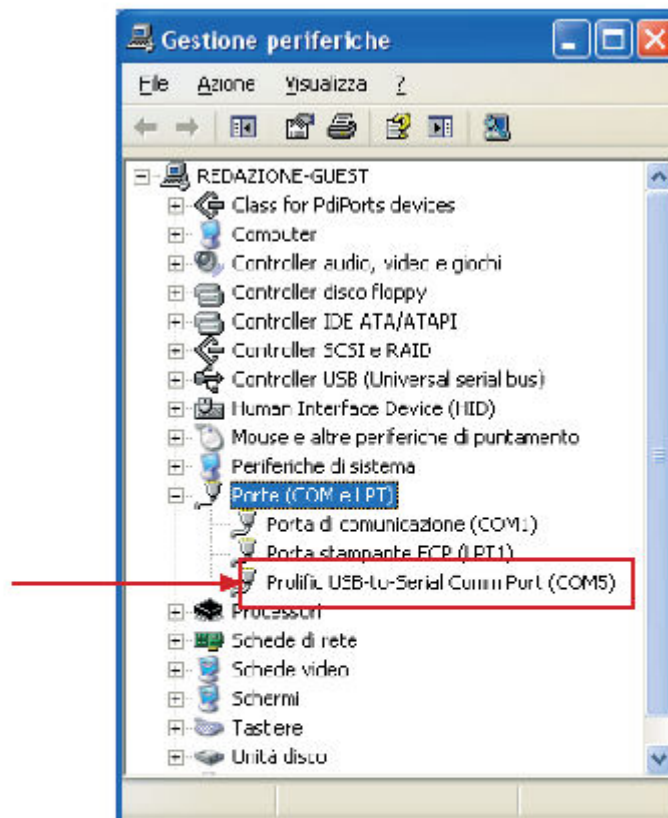 Gestione periferiche
File Azione Visualizza ?
REDAZIONE-GUEST
Class for PdiPorts devices
Computer
Controller audio, video e giochi
Controller disco floppy
Controller IDE ATA/ATAPI
Controller SCSI e RAID
Controller USB (Universal serial bus)
Human Interface Device (HID)
Mouse e altre periferiche di puntamento
Periferiche di sistema
Porte (COM e LPT)
Porta di comunicazione (COM1)
Porta stampante ECP (LPT1)
Prolific USB-to-Serial Comm Port (COM5)
Processori
Schede di rete
Schede video
Schermi
Tastiere
Unità disco